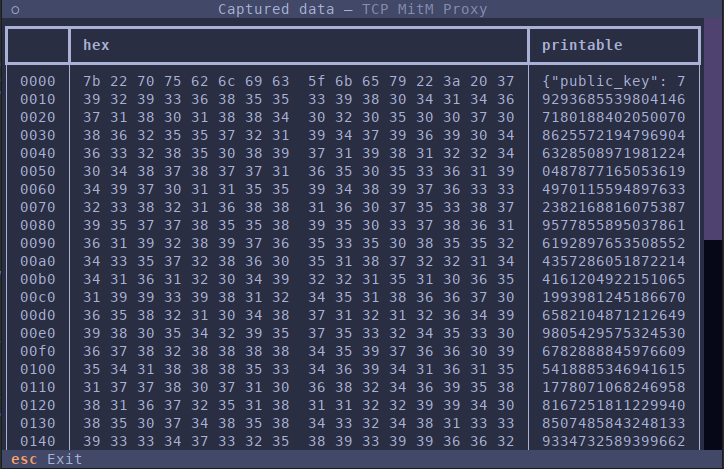 Captured data — TCP MitM Proxy
hex printable
0000 7b 22 70 75 62 6c 69 63 5f 6b 65 79 22 3a 20 37 {"public_key": 7
0010 39 32 39 33 36 38 35 35 33 39 38 30 34 31 34 36 9293685539804146
0020 37 31 38 30 31 38 38 34 30 32 30 35 30 30 37 30 7180188402050070
0030 38 36 32 35 35 37 32 31 39 34 37 39 36 39 30 34 8625572194796904
0040 36 33 32 38 35 30 38 39 37 31 39 38 31 32 32 34 6328508971981224
0050 30 34 38 37 38 37 37 31 36 35 30 35 33 36 31 39 0487877165053619
0060 34 39 37 30 31 31 35 35 39 34 38 39 37 36 33 33 4970115594897633
0070 32 33 38 32 31 36 38 38 31 36 30 37 35 33 38 37 2382168816075387
0080 39 35 37 37 38 35 35 38 39 35 30 33 37 38 36 31 9577855895037861
0090 36 31 39 32 38 39 37 36 35 33 35 30 38 35 35 32 6192897653508552
00a0 34 33 35 37 32 38 36 30 35 31 38 37 32 32 31 34 4357286051872214
00b0 34 31 36 31 32 30 34 39 32 32 31 35 31 30 36 35 4161204922151065
00c0 31 39 39 33 39 38 31 32 34 35 31 38 36 36 37 30 1993981245186670
00d0 36 35 38 32 31 30 34 38 37 31 32 31 32 36 34 39 6582104871212649
00e0 39 38 30 35 34 32 39 35 37 35 33 32 34 35 33 30 9805429575324530
00f0 36 37 38 32 38 38 38 38 34 35 39 37 36 36 30 39 6782888845976609
0100 35 34 31 38 38 38 35 33 34 36 39 34 31 36 31 35 5418885346941615
0110 31 37 37 38 30 37 31 30 36 38 32 34 36 39 35 38 1778071068246958
0120 38 31 36 37 32 35 31 38 31 31 32 32 39 39 34 30 8167251811229940
0130 38 35 30 37 34 38 35 38 34 33 32 34 38 31 33 33 8507485843248133
0140 39 33 33 34 37 33 32 35 38 39 33 39 39 36 36 32 9334732589399662
esc Exit